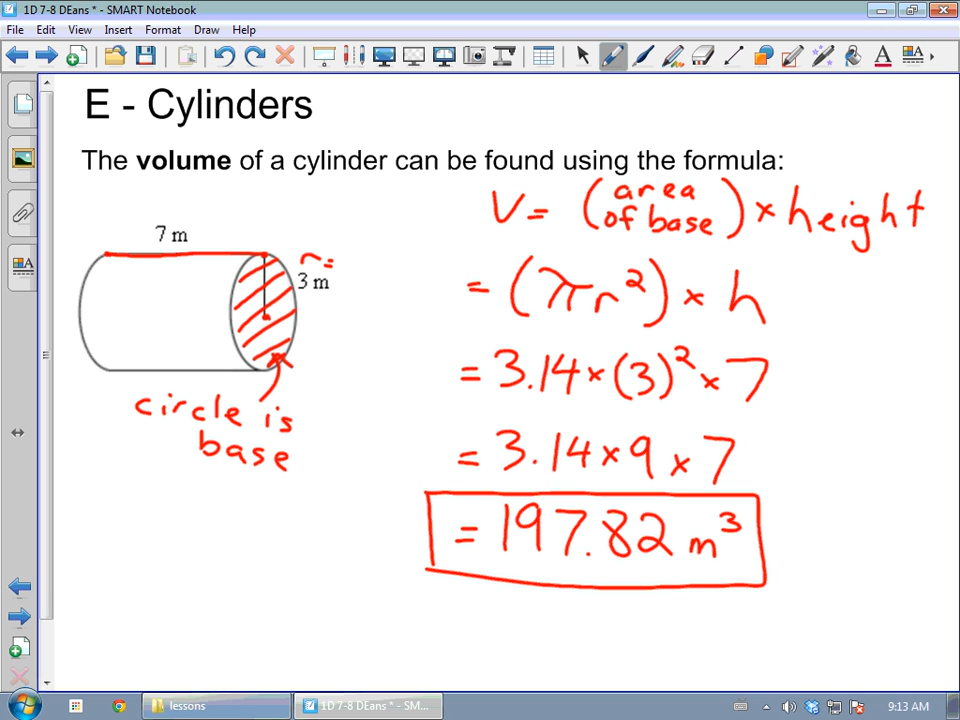 1D 7-8 DEans * - SMART Notebook
File Edit View Insert Format Draw Help
E - Cylinders
The volume of a cylinder can be found using the formula:
V = (area of base) × height
7 m
r =
3 m
= (πr²) × h
= 3.14 × (3)² × 7
circle is
base
= 3.14 × 9 × 7
= 197.82 m³
lessons
1D 7-8 DEans * - SM...
9:13 AM